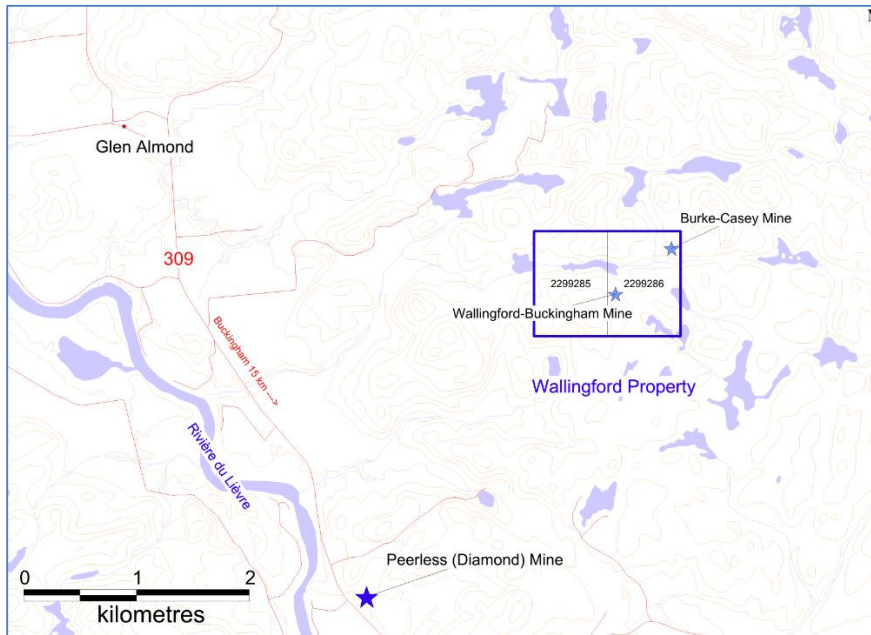 N
Glen Almond
Burke-Casey Mine
309
2299285
2299286
Wallingford-Buckingham Mine
Buckingham 15 km --->
Wallingford Property
Rivière du Lièvre
Peerless (Diamond) Mine
0 1 2
kilometres